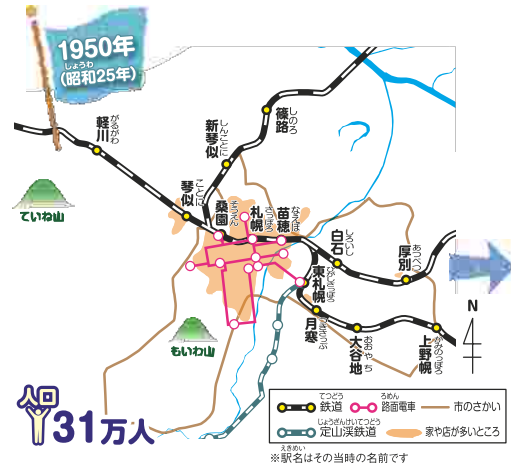 1950年
しょうわ
(昭和25年)
しのろ
篠路
しんことに
新琴似
がるがわ
軽川
ことに
琴似
そうえん
桑園
さっぽろ
札幌
なえぼ
苗穂
しろいし
白石
あつべつ
厚別
ていね山
ひがしさっぽろ
東札幌
つきさっぷ
月寒
おおやち
大谷地
かみのっぽろ
上野幌
もいわ山
N
人口
31万人
てつどう
鉄道
ろめん
路面電車
市のさかい
じょうざんけいてつどう
定山渓鉄道
家や店が多いところ
えきめい
※駅名はその当時の名前です